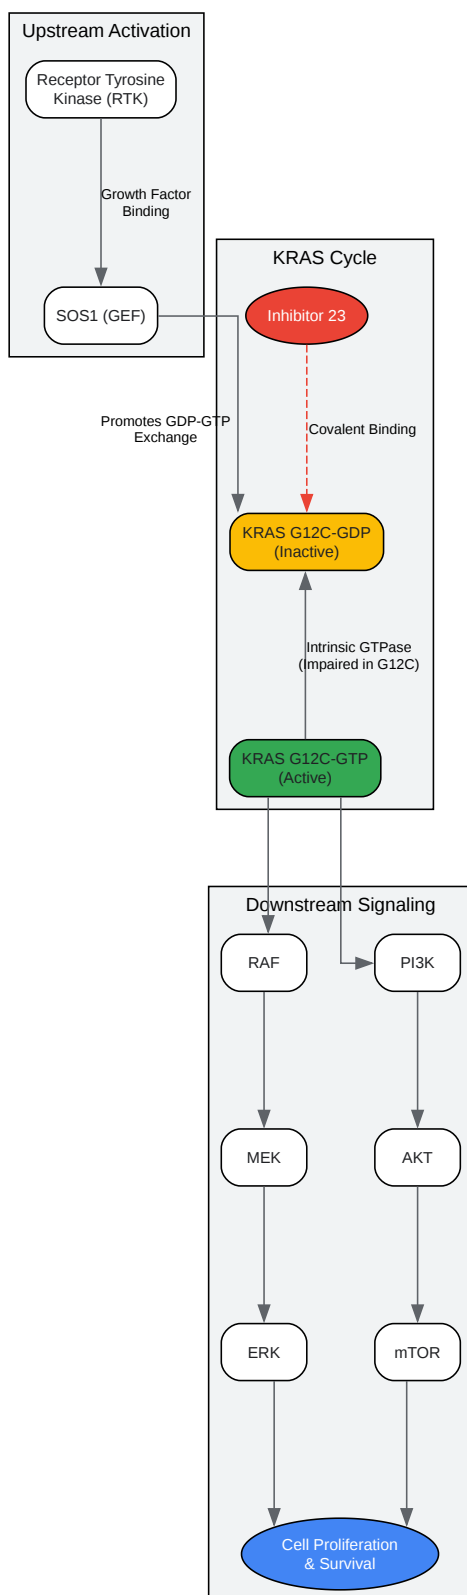 Upstream Activation
Receptor Tyrosine
Kinase (RTK)
Growth Factor
Binding
SOS1 (GEF)
KRAS Cycle
Inhibitor 23
Promotes GDP-GTP
Exchange
Covalent Binding
KRAS G12C-GDP
(Inactive)
Intrinsic GTPase
(Impaired in G12C)
KRAS G12C-GTP
(Active)
Downstream Signaling
RAF
PI3K
MEK
AKT
ERK
mTOR
Cell Proliferation
& Survival